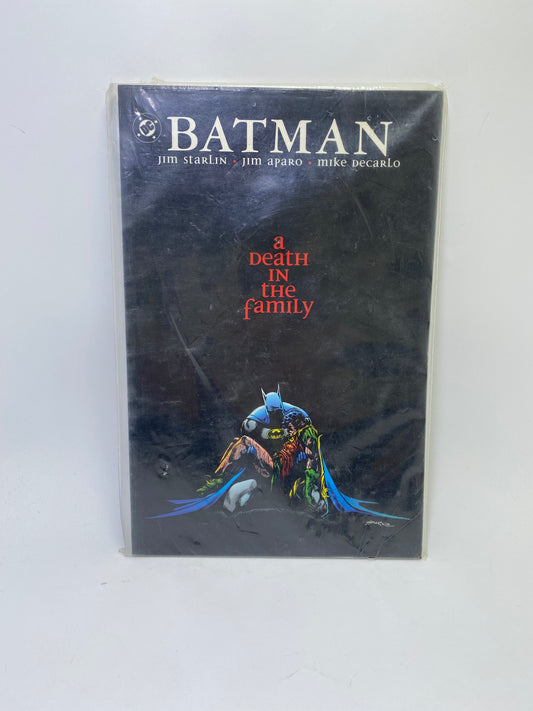 DC
BATMAN
JIM STARLIN · JIM APARO · MIKE DECARLO
a
DEATH
IN
THE
family